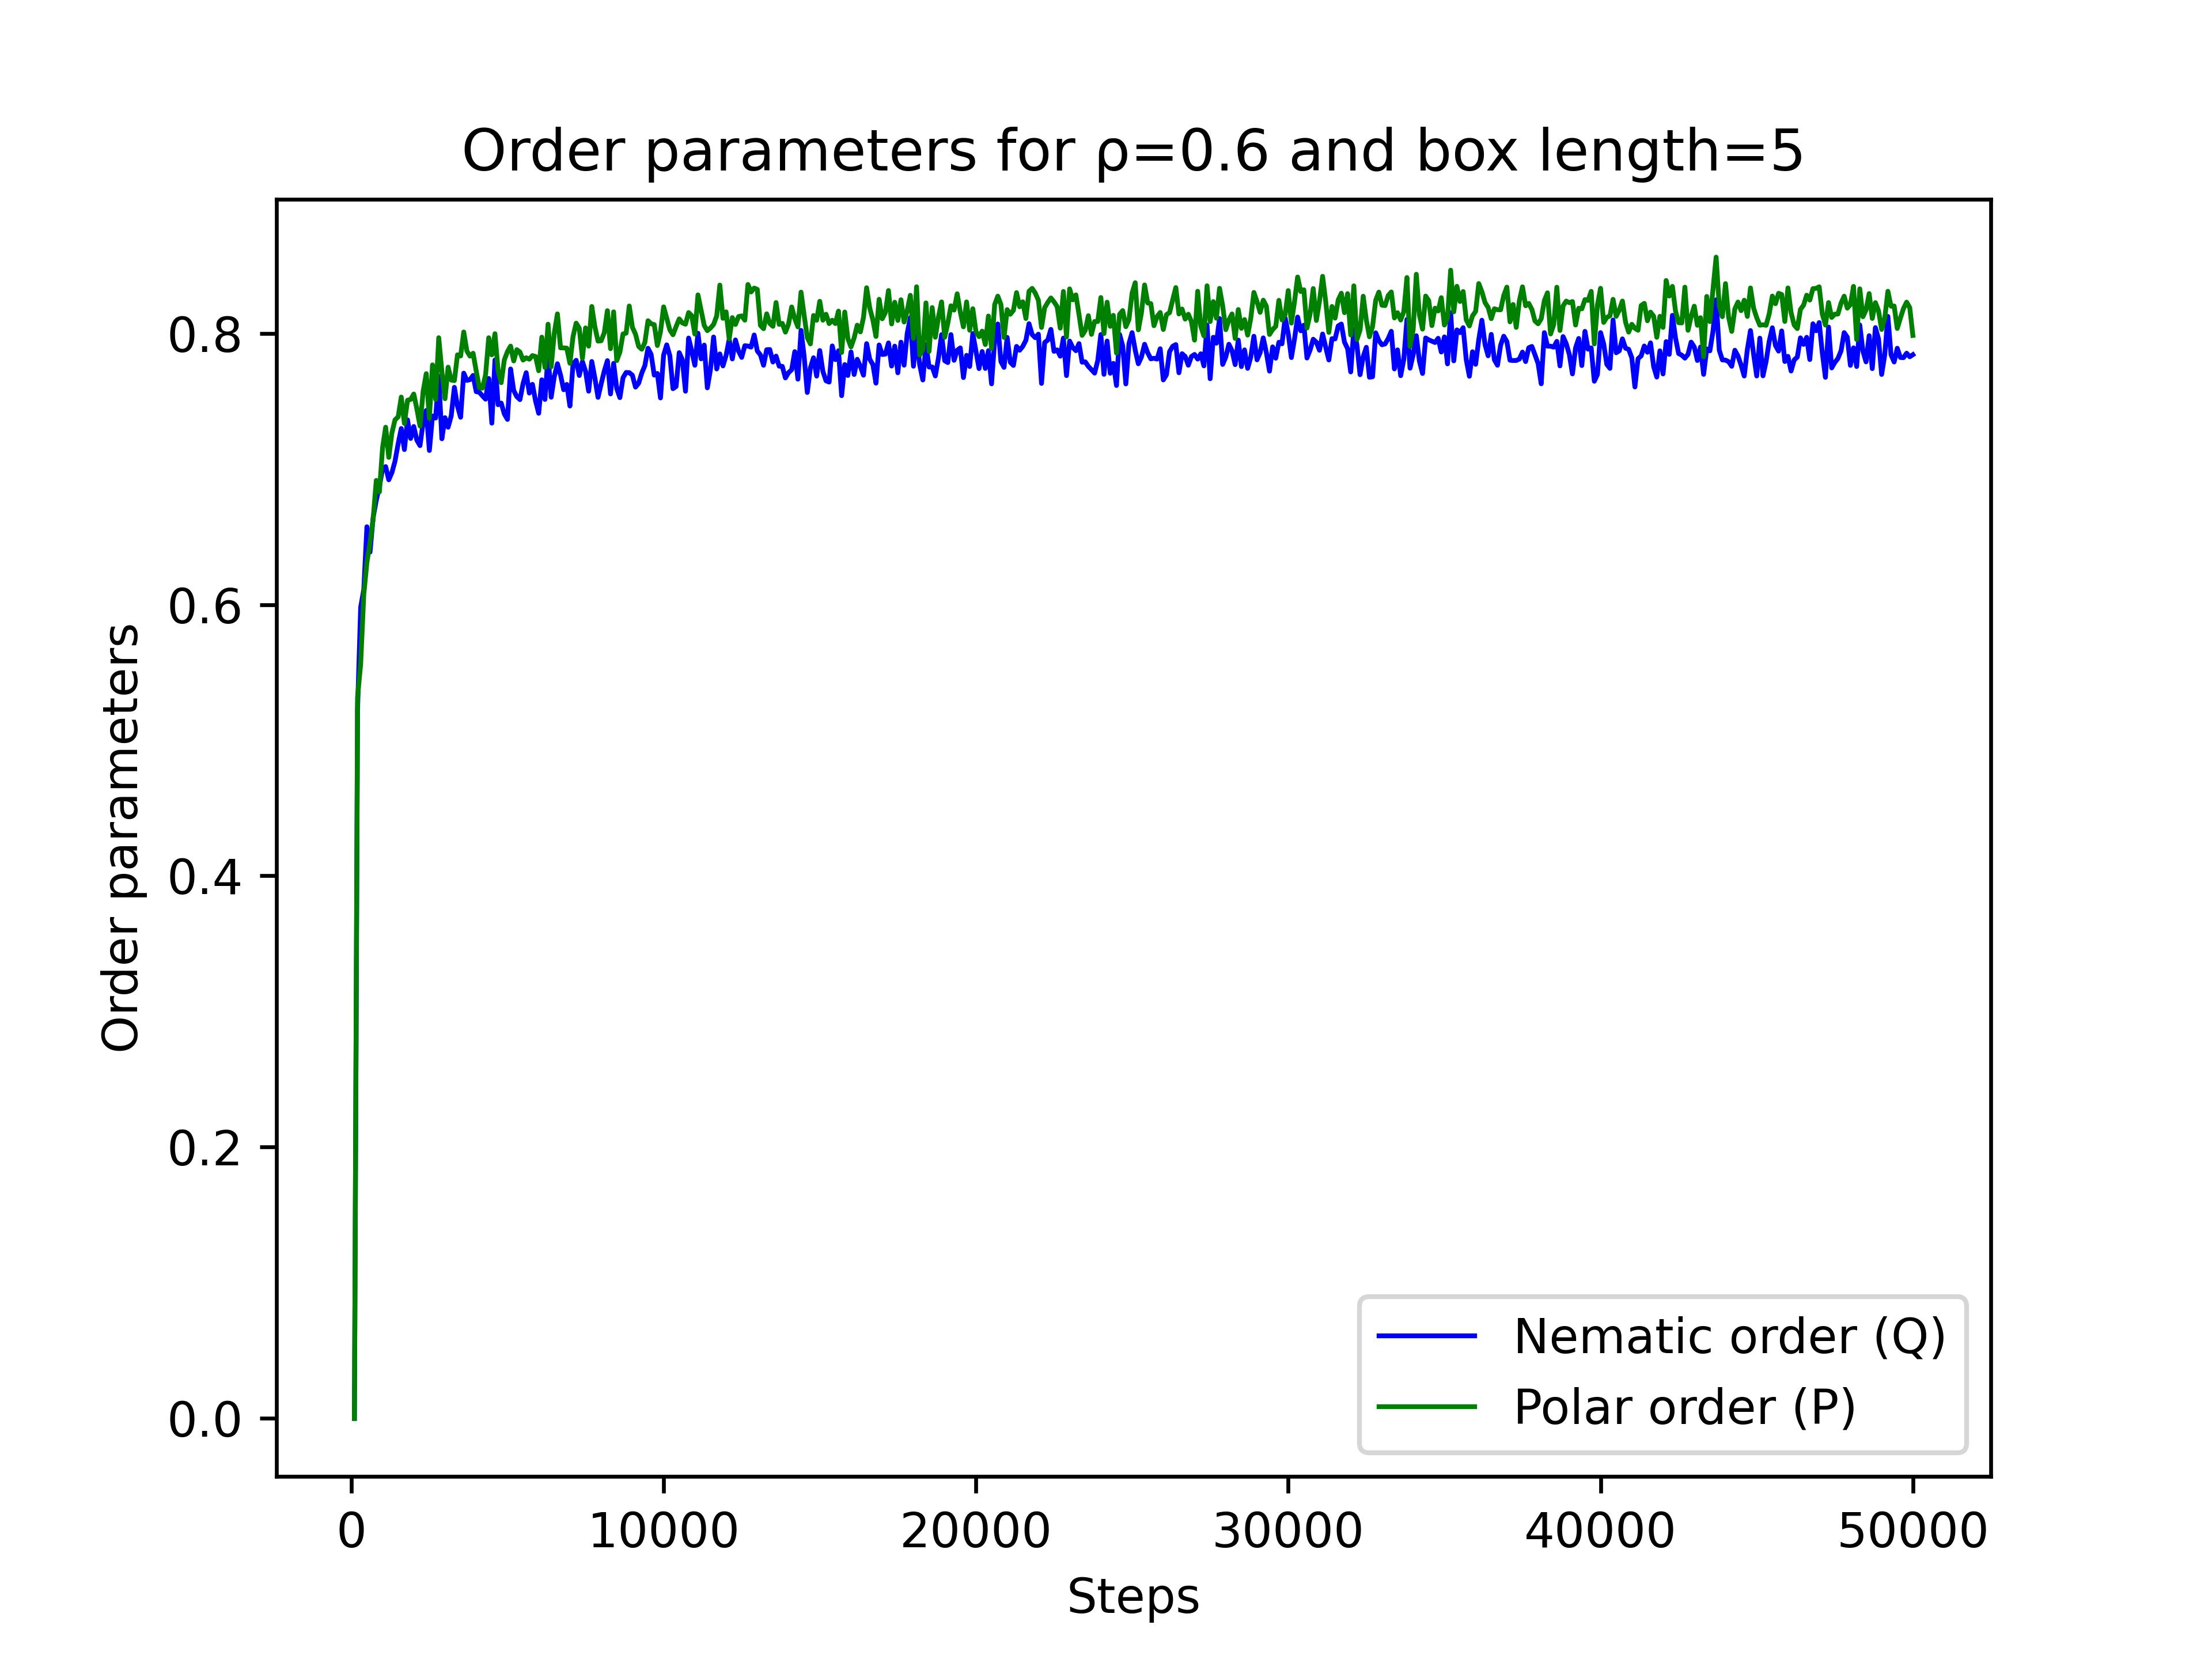 Order parameters for ρ=0.6 and box length=5
Order parameters
0.8
0.6
0.4
0.2
0.0
Nematic order (Q)
Polar order (P)
0 10000 20000 30000 40000 50000
Steps